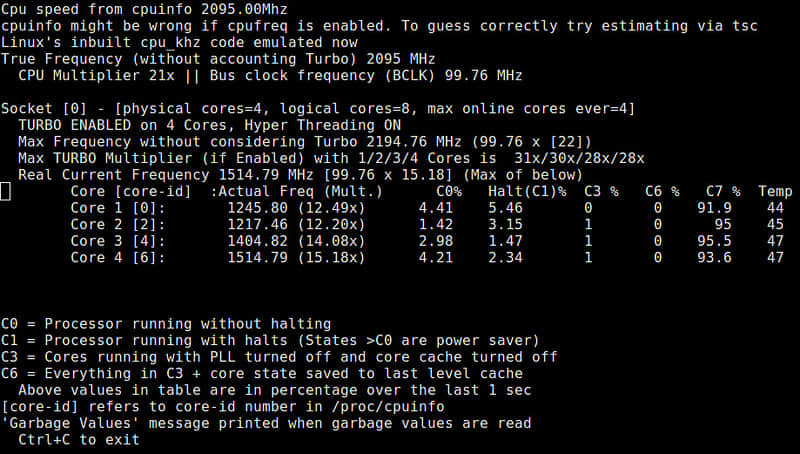 Cpu speed from cpuinfo 2095.00Mhz
cpuinfo might be wrong if cpufreq is enabled. To guess correctly try estimating via tsc
Linux's inbuilt cpu_khz code emulated now
True Frequency (without accounting Turbo) 2095 MHz
  CPU Multiplier 21x || Bus clock frequency (BCLK) 99.76 MHz

Socket [0] - [physical cores=4, logical cores=8, max online cores ever=4]
  TURBO ENABLED on 4 Cores, Hyper Threading ON
  Max Frequency without considering Turbo 2194.76 MHz (99.76 x [22])
  Max TURBO Multiplier (if Enabled) with 1/2/3/4 Cores is  31x/30x/28x/28x
  Real Current Frequency 1514.79 MHz [99.76 x 15.18] (Max of below)
        Core [core-id]  :Actual Freq (Mult.)      C0%   Halt(C1)%  C3 %   C6 %   C7 %  Temp
        Core 1 [0]:       1245.80 (12.49x)      4.41    5.46       0       0    91.9    44
        Core 2 [2]:       1217.46 (12.20x)      1.42    3.15       1       0      95    45
        Core 3 [4]:       1404.82 (14.08x)      2.98    1.47       1       0    95.5    47
        Core 4 [6]:       1514.79 (15.18x)      4.21    2.34       1       0    93.6    47

C0 = Processor running without halting
C1 = Processor running with halts (States >C0 are power saver)
C3 = Cores running with PLL turned off and core cache turned off
C6 = Everything in C3 + core state saved to last level cache
  Above values in table are in percentage over the last 1 sec
[core-id] refers to core-id number in /proc/cpuinfo
'Garbage Values' message printed when garbage values are read
  Ctrl+C to exit